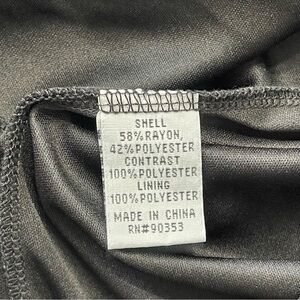 SHELL
58%RAYON,
42%POLYESTER
CONTRAST
100%POLYESTER
LINING
100%POLYESTER
MADE IN CHINA
RN#90353